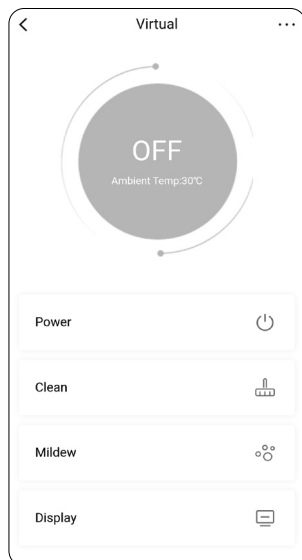 Virtual
OFF
Ambient Temp:30℃
Power
Clean
Mildew
Display